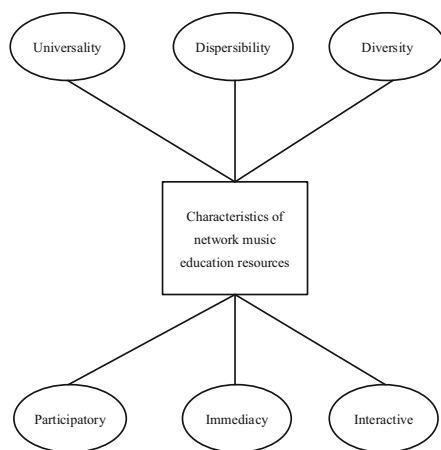 Universality
Dispersibility
Diversity
Characteristics of
network music
education resources
Participatory
Immediacy
Interactive